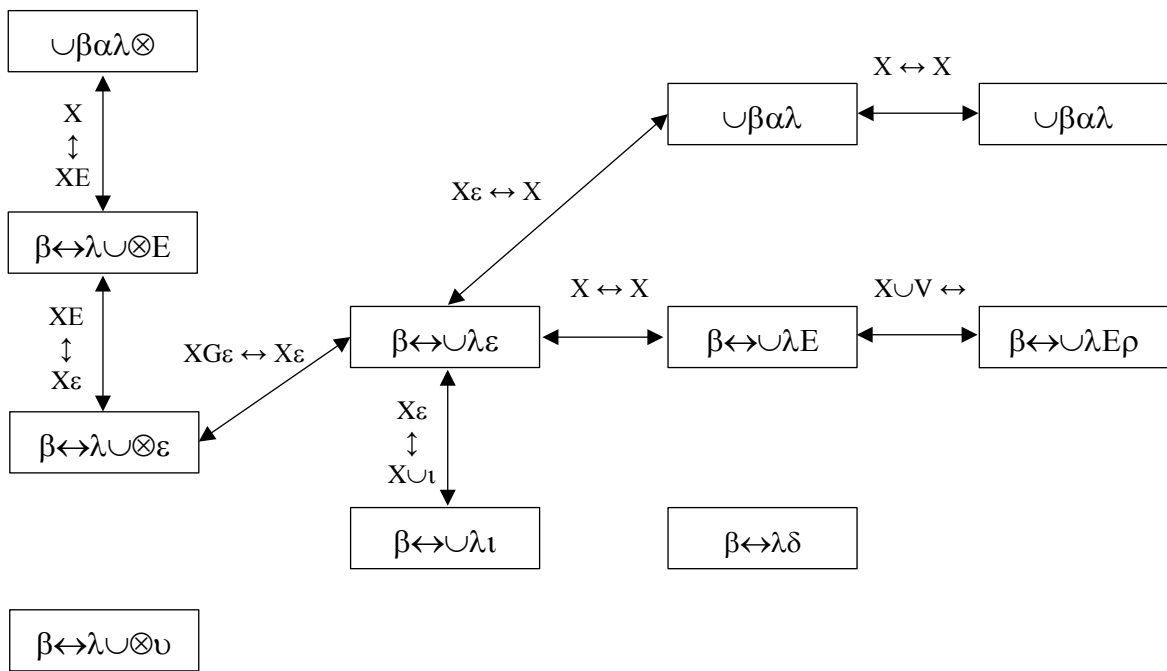 ∪βαλ⊗
X ↔ X
X
↕
XE
∪βαλ
∪βαλ
Xε ↔ X
β↔λ∪⊗E
X ↔ X
X∪V ↔
XE
↕
Xε
XGε ↔ Xε
β↔∪λε
β↔∪λE
β↔∪λEρ
β↔λ∪⊗ε
Xε
↕
X∪ι
β↔∪λι
β↔λδ
β↔λ∪⊗υ